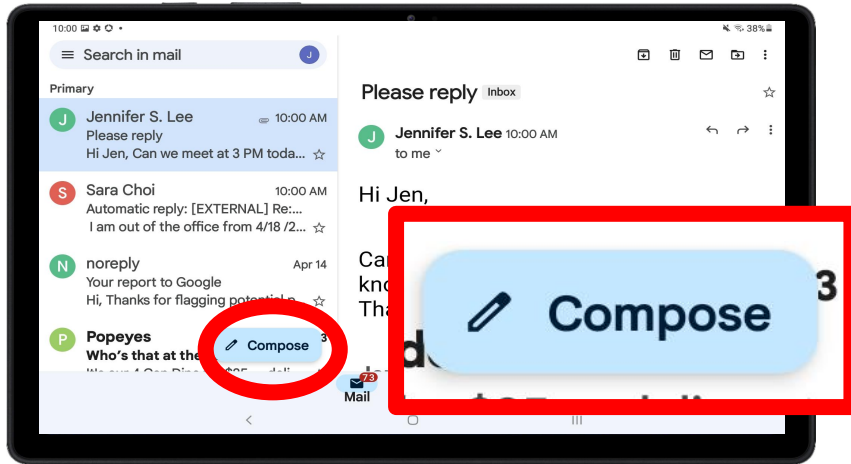 10:00
38%
Search in mail
J
Primary
J
Jennifer S. Lee
10:00 AM
Please reply
Hi Jen, Can we meet at 3 PM toda...
S
Sara Choi
10:00 AM
Automatic reply: [EXTERNAL] Re:...
I am out of the office from 4/18 /2...
N
noreply
Apr 14
Your report to Google
Hi, Thanks for flagging potential p
P
Popeyes
3
Who's that at the
Compose
73
Mail
Please reply
Inbox
J
Jennifer S. Lee 10:00 AM
to me
Hi Jen,
Compose
3